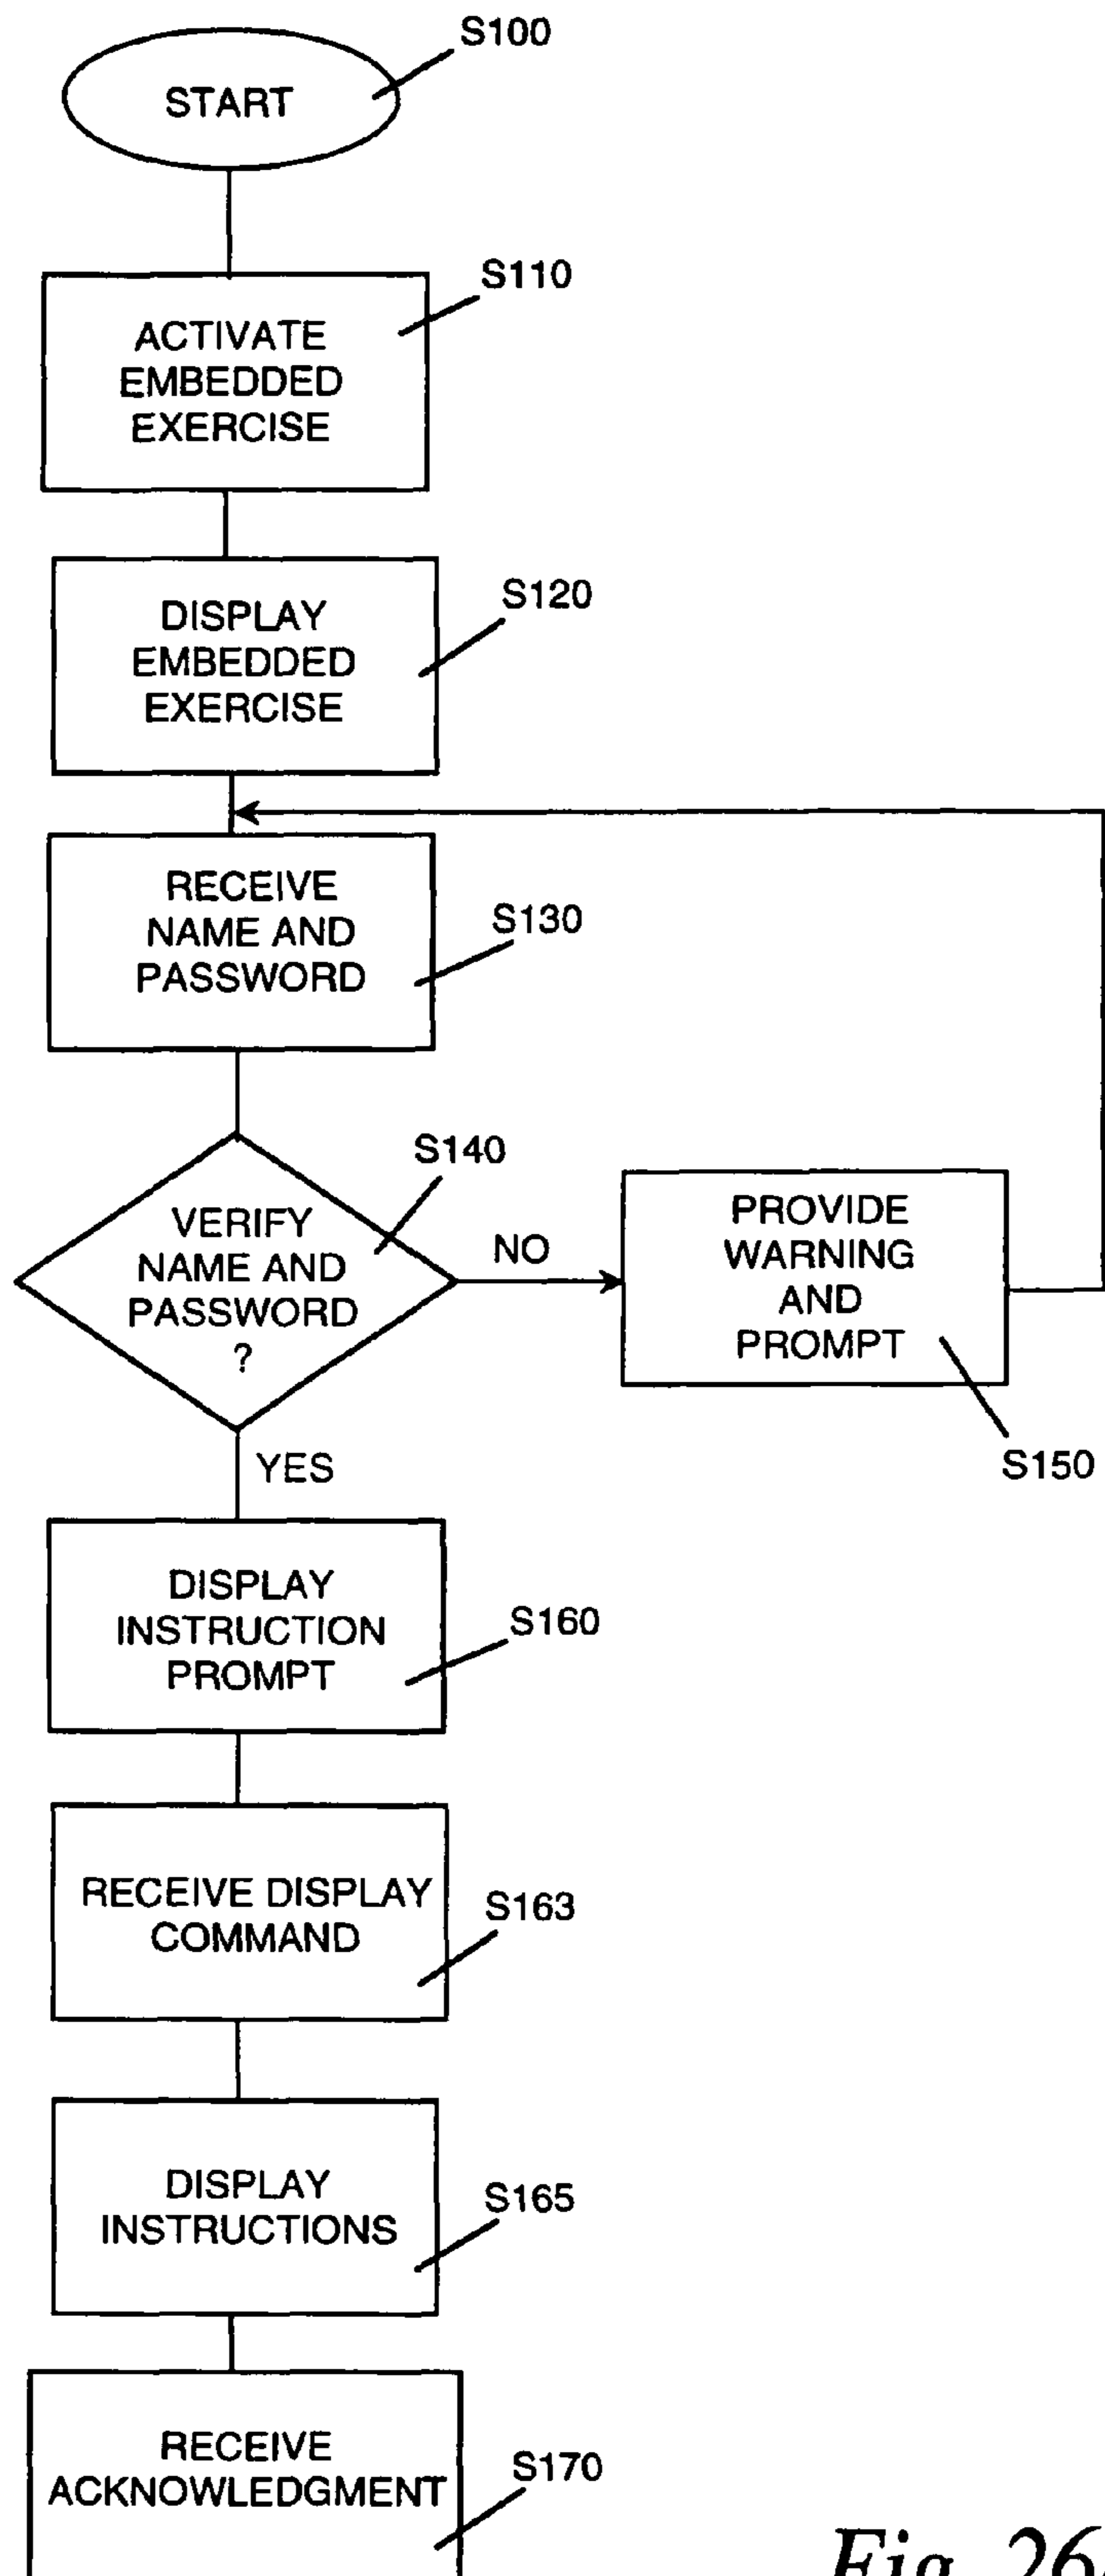 S100
START
S110
ACTIVATE
EMBEDDED
EXERCISE
S120
DISPLAY
EMBEDDED
EXERCISE
S130
RECEIVE
NAME AND
PASSWORD
S140
VERIFY
NAME AND
PASSWORD
?
NO
PROVIDE
WARNING
AND
PROMPT
S150
YES
DISPLAY
INSTRUCTION
PROMPT
S160
RECEIVE DISPLAY
COMMAND
S163
DISPLAY
INSTRUCTIONS
S165
RECEIVE
ACKNOWLEDGMENT
S170
Fig. 26